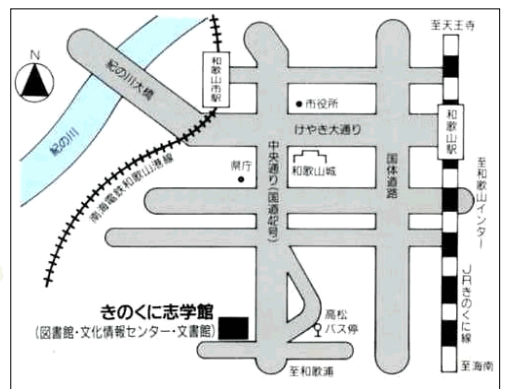 至天王寺
N
紀の川大橋
和歌山市駅
市役所
和歌山駅
けやき大通り
紀の川
南海電鉄和歌山港線
県庁
和歌山城
中央通り(国道42号)
国体道路
至和歌山インター
JRきのくに線
きのくに志学館
(図書館・文化情報センター・文書館)
高松
バス停
至和歌浦
至海南